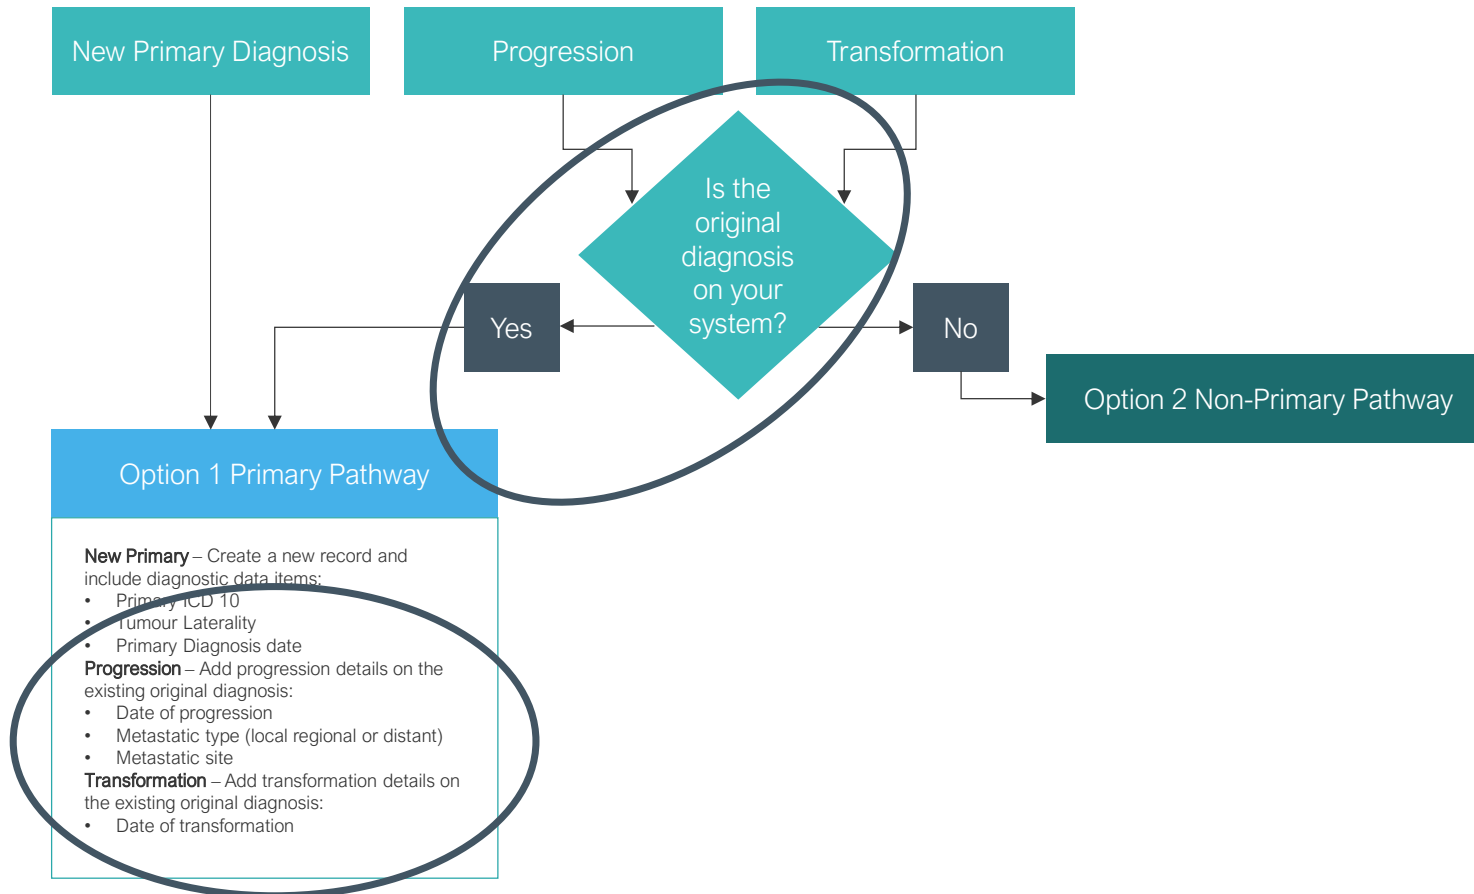 New Primary Diagnosis
Progression
Transformation
Is the
original
diagnosis
on your
system?
Yes
No
Option 2 Non-Primary Pathway
Option 1 Primary Pathway
New Primary – Create a new record and
include diagnostic data items:
• Primary ICD 10
• Tumour Laterality
• Primary Diagnosis date
Progression – Add progression details on the
existing original diagnosis:
• Date of progression
• Metastatic type (local regional or distant)
• Metastatic site
Transformation – Add transformation details on
the existing original diagnosis:
• Date of transformation